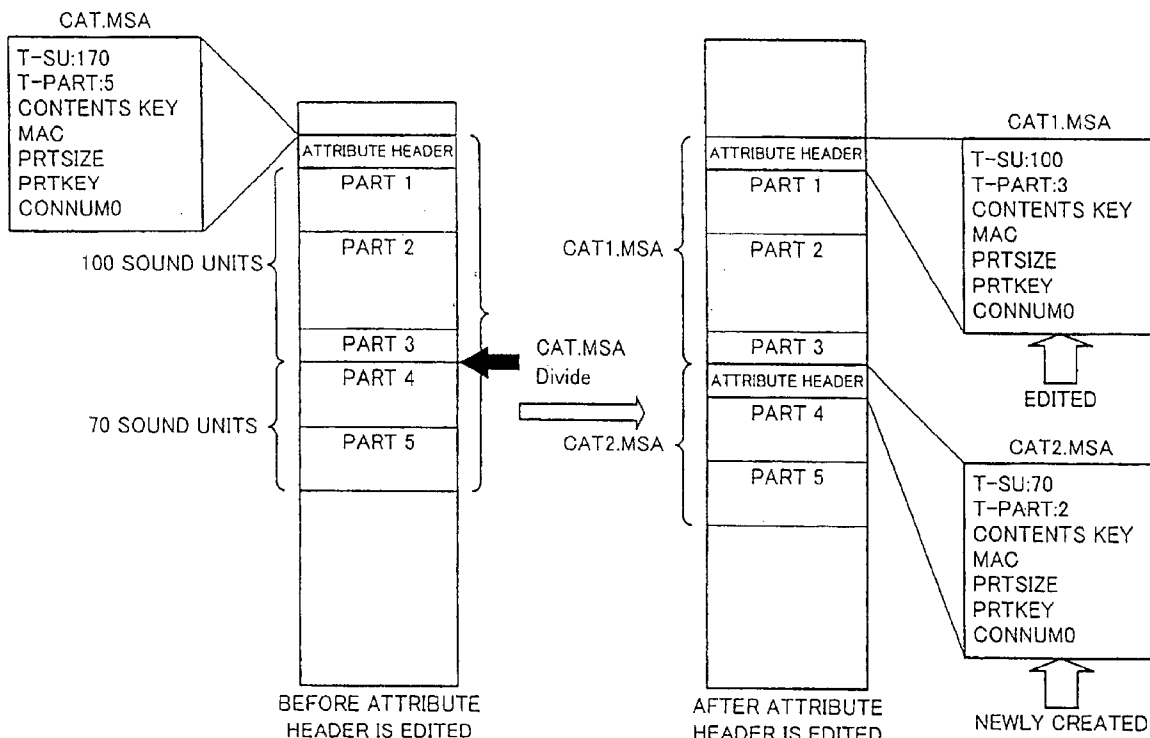 CAT.MSA
T-SU:170
T-PART:5
CONTENTS KEY
MAC
PRTSIZE
PRTKEY
CONNUM0
ATTRIBUTE HEADER
PART 1
PART 2
PART 3
PART 4
PART 5
100 SOUND UNITS
70 SOUND UNITS
BEFORE ATTRIBUTE
HEADER IS EDITED
CAT.MSA
Divide
CAT1.MSA
CAT2.MSA
ATTRIBUTE HEADER
PART 1
PART 2
PART 3
ATTRIBUTE HEADER
PART 4
PART 5
AFTER ATTRIBUTE
HEADER IS EDITED
CAT1.MSA
T-SU:100
T-PART:3
CONTENTS KEY
MAC
PRTSIZE
PRTKEY
CONNUM0
EDITED
CAT2.MSA
T-SU:70
T-PART:2
CONTENTS KEY
MAC
PRTSIZE
PRTKEY
CONNUM0
NEWLY CREATED